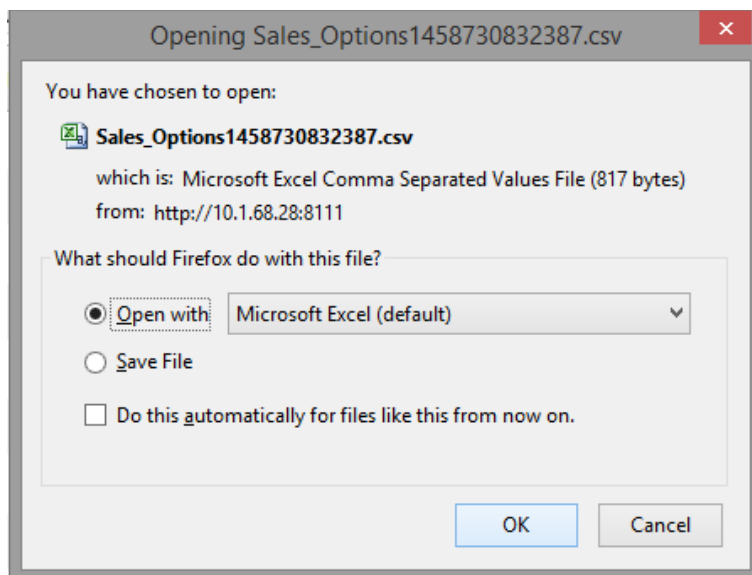 Opening Sales_Options1458730832387.csv
You have chosen to open:
Sales_Options1458730832387.csv
which is: Microsoft Excel Comma Separated Values File (817 bytes)
from: http://10.1.68.28:8111
What should Firefox do with this file?
Open with Microsoft Excel (default)
Save File
Do this automatically for files like this from now on.
OK Cancel